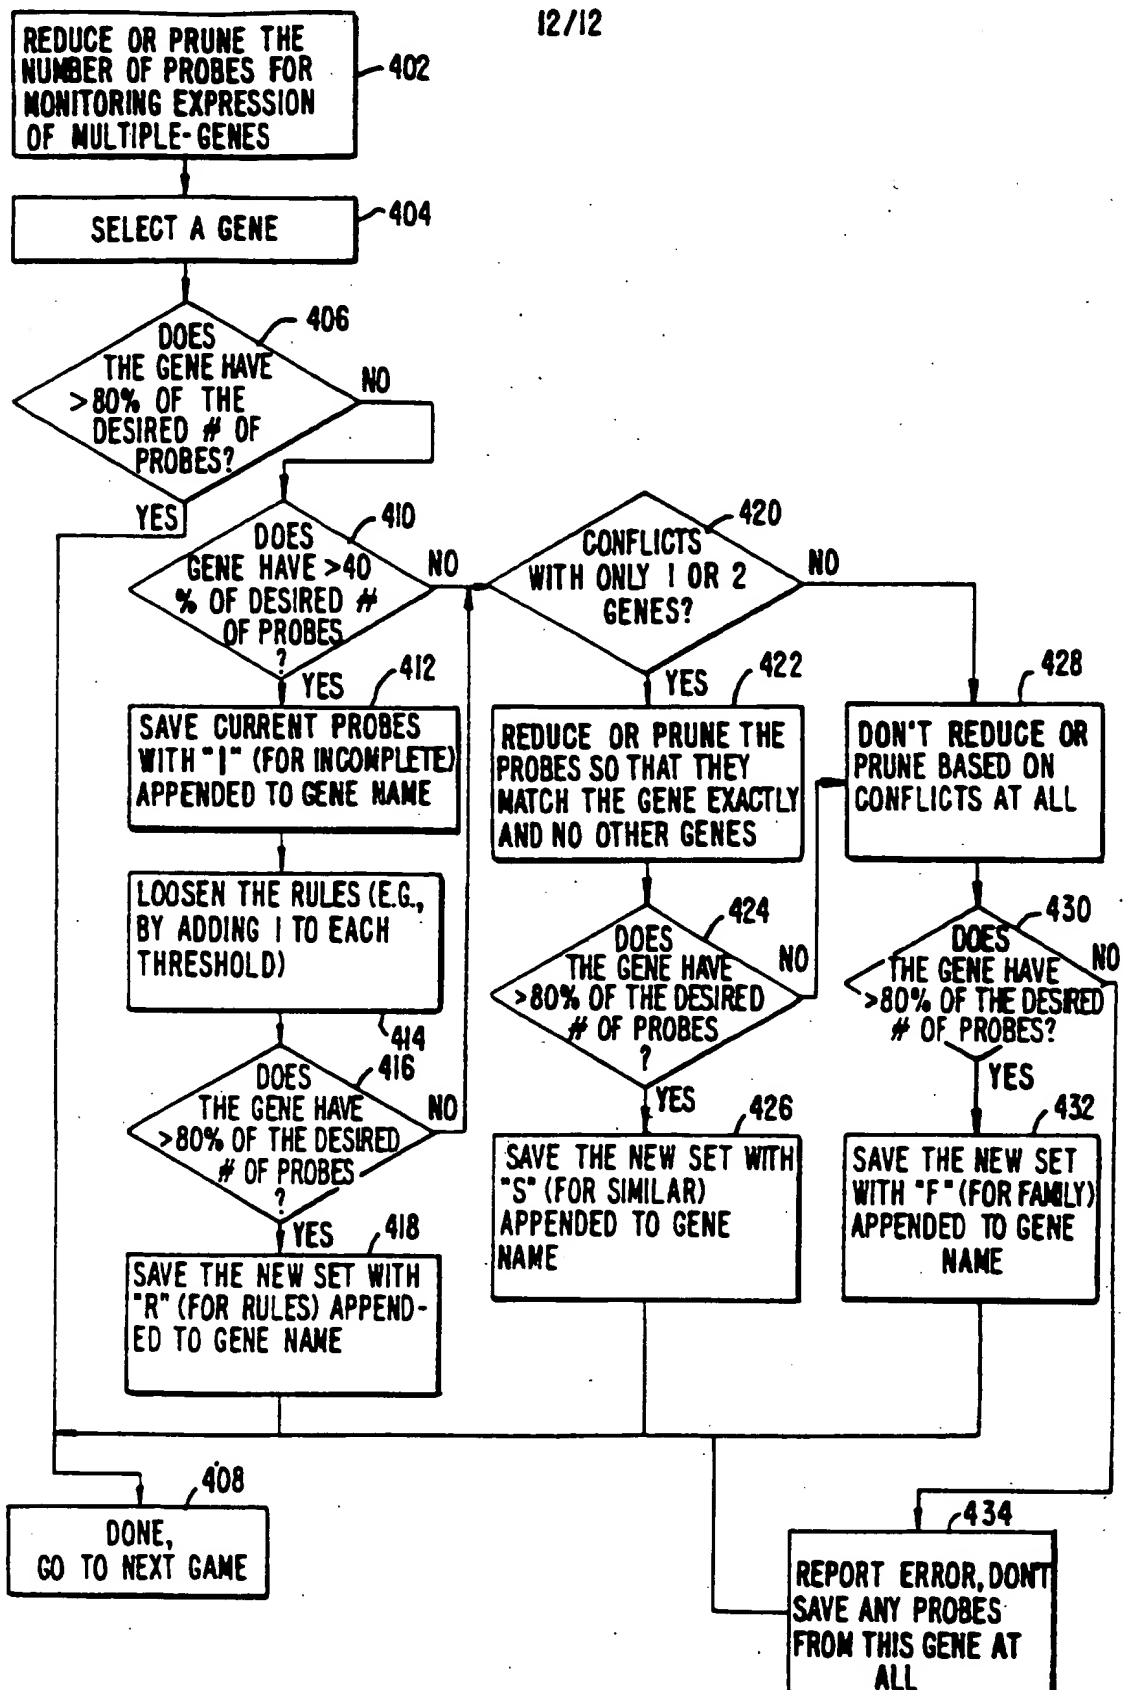 12/12
REDUCE OR PRUNE THE
NUMBER OF PROBES FOR
MONITORING EXPRESSION
OF MULTIPLE-GENES
402
SELECT A GENE
404
DOES
THE GENE HAVE
>80% OF THE
DESIRED # OF
PROBES?
406
NO
YES
DOES
GENE HAVE >40
% OF DESIRED #
OF PROBES
?
410
NO
YES
CONFLICTS
WITH ONLY 1 OR 2
GENES?
420
NO
YES
SAVE CURRENT PROBES
WITH "I" (FOR INCOMPLETE)
APPENDED TO GENE NAME
412
REDUCE OR PRUNE THE
PROBES SO THAT THEY
MATCH THE GENE EXACTLY
AND NO OTHER GENES
422
DON'T REDUCE OR
PRUNE BASED ON
CONFLICTS AT ALL
428
LOOSEN THE RULES (E.G.,
BY ADDING 1 TO EACH
THRESHOLD)
414
DOES
THE GENE HAVE
>80% OF THE DESIRED
# OF PROBES
?
424
NO
YES
DOES
THE GENE HAVE
>80% OF THE DESIRED
# OF PROBES?
430
NO
YES
DOES
THE GENE HAVE
>80% OF THE DESIRED
# OF PROBES
?
416
NO
YES
SAVE THE NEW SET WITH
"S" (FOR SIMILAR)
APPENDED TO GENE
NAME
426
SAVE THE NEW SET
WITH "F" (FOR FAMILY)
APPENDED TO GENE
NAME
432
SAVE THE NEW SET WITH
"R" (FOR RULES) APPEND-
ED TO GENE NAME
418
DONE,
GO TO NEXT GAME
408
REPORT ERROR, DON'T
SAVE ANY PROBES
FROM THIS GENE AT
ALL
434